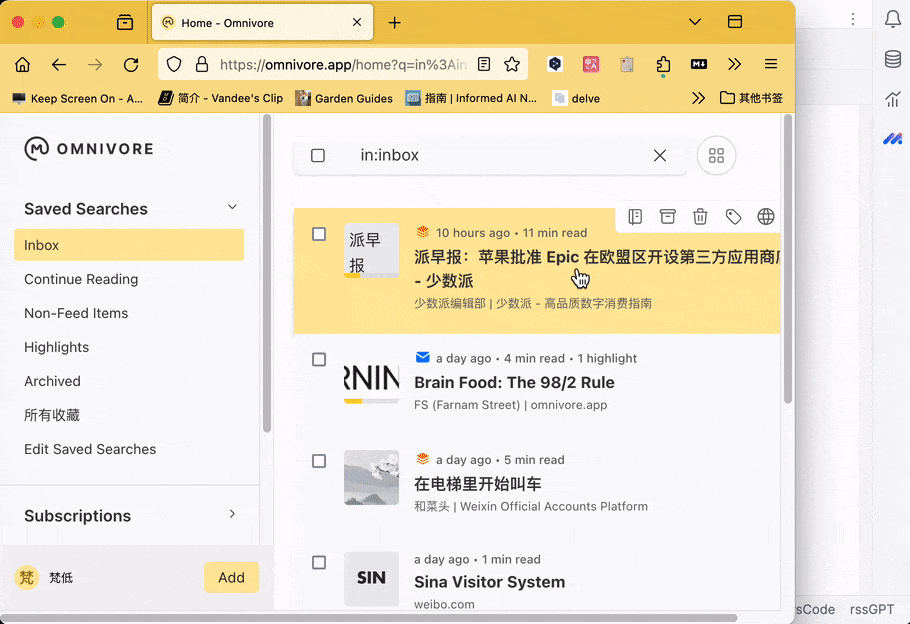 Home - Omnivore
https://omnivore.app/home?q=in%3Ain
Keep Screen On - A...
简介 - Vandee's Clip
Garden Guides
指南 | Informed AI N...
delve
其他书签
OMNIVORE
in:inbox
Saved Searches
Inbox
Continue Reading
Non-Feed Items
Highlights
Archived
所有收藏
Edit Saved Searches
Subscriptions
梵
梵低
Add
派早
报
10 hours ago • 11 min read
派早报：苹果批准 Epic 在欧盟区开设第三方应用商
- 少数派
少数派编辑部 | 少数派 - 高品质数字消费指南
RNIN
a day ago • 4 min read • 1 highlight
Brain Food: The 98/2 Rule
FS (Farnam Street) | omnivore.app
a day ago • 5 min read
在电梯里开始叫车
和菜头 | Weixin Official Accounts Platform
SIN
a day ago • 1 min read
Sina Visitor System
weibo.com
sCode
rssGPT